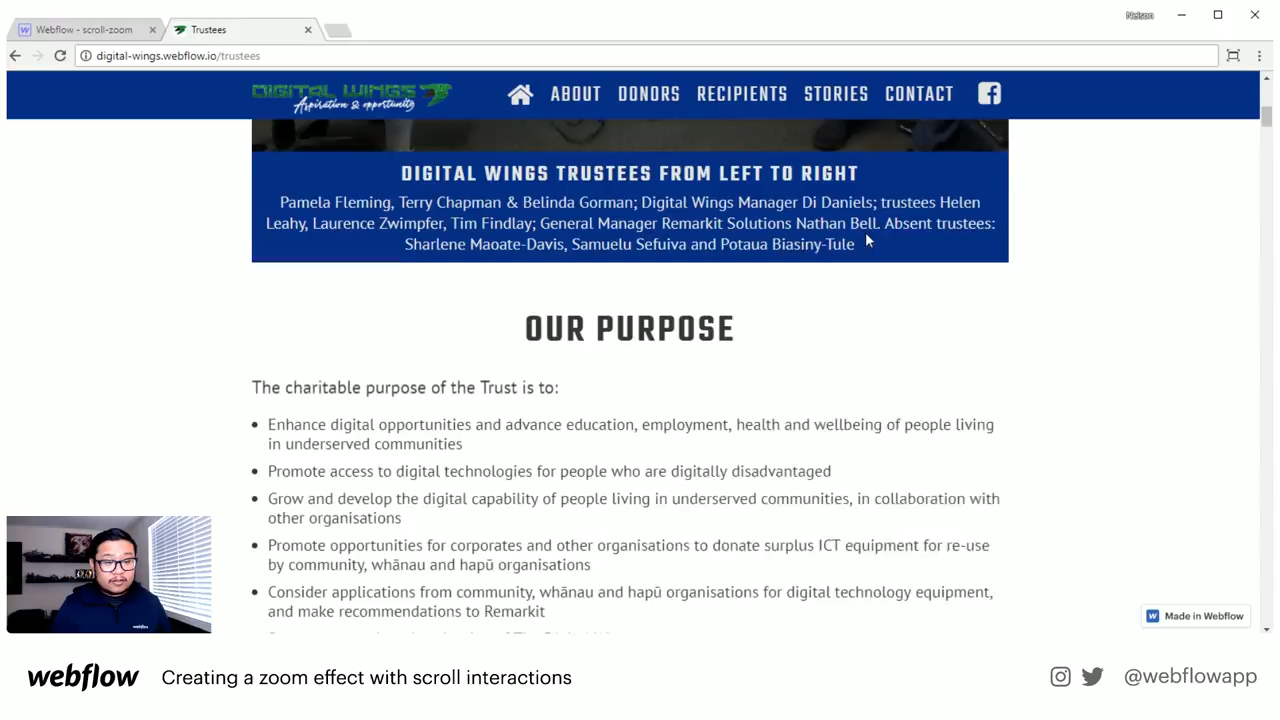 Nelson
Webflow - scroll-zoom
Trustees
digital-wings.webflow.io/trustees
DIGITAL WINGS
Aspiration & opportunity
ABOUT DONORS RECIPIENTS STORIES CONTACT
DIGITAL WINGS TRUSTEES FROM LEFT TO RIGHT
Pamela Fleming, Terry Chapman & Belinda Gorman; Digital Wings Manager Di Daniels; trustees Helen
Leahy, Laurence Zwimpfer, Tim Findlay; General Manager Remarkit Solutions Nathan Bell. Absent trustees:
Sharlene Maoate-Davis, Samuelu Sefuiva and Potaua Biasiny-Tule
OUR PURPOSE
The charitable purpose of the Trust is to:
Enhance digital opportunities and advance education, employment, health and wellbeing of people living
in underserved communities
Promote access to digital technologies for people who are digitally disadvantaged
Grow and develop the digital capability of people living in underserved communities, in collaboration with
other organisations
Promote opportunities for corporates and other organisations to donate surplus ICT equipment for re-use
by community, whānau and hapū organisations
Consider applications from community, whānau and hapū organisations for digital technology equipment,
and make recommendations to Remarkit
Made in Webflow
webflow
Creating a zoom effect with scroll interactions
@webflowapp